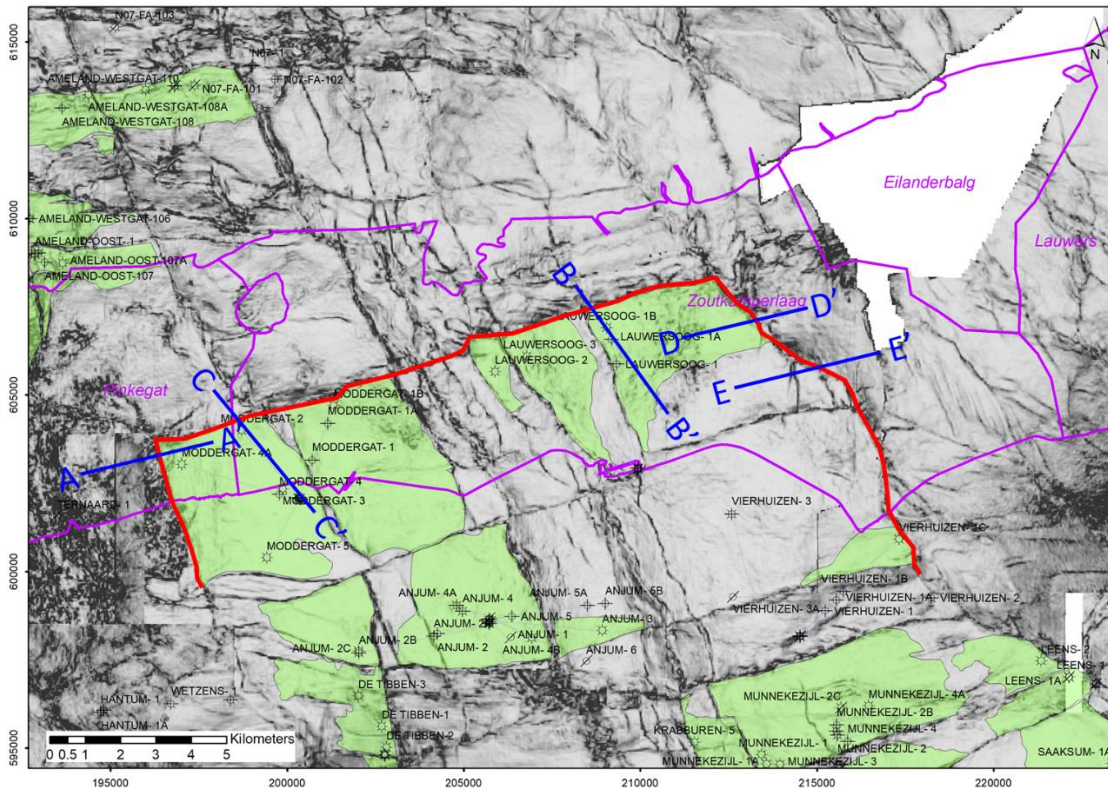 N07-FA-103
615000
N
N07-1
AMELAND-WESTGAT-110
N07-FA-102
N07-FA-101
AMELAND-WESTGAT-108A
AMELAND-WESTGAT-108
Eilanderbalg
610000
AMELAND-WESTGAT-106
Lauwers
AMELAND-OOST- 1
AMELAND-OOST-107A
AMELAND-OOST-107
B
Zoutkamperlaag
D'
LAUWERSOOG- 1B
LAUWERSOOG- 1A
D
LAUWERSOOG- 3
E'
LAUWERSOOG- 2
LAUWERSOOG- 1
Pinkegat
C
E
605000
MODDERGAT- 1B
MODDERGAT- 1A
B'
MODDERGAT- 2
A'
MODDERGAT- 1
MODDERGAT- 4A
A
MODDERGAT- 4
MODDERGAT- 3
TERNAARD- 1
VIERHUIZEN- 3
C'
VIERHUIZEN- 2C
MODDERGAT- 5
600000
VIERHUIZEN- 1B
ANJUM- 4A
ANJUM- 4
ANJUM- 5A
ANJUM- 5B
VIERHUIZEN- 1A
VIERHUIZEN- 2
VIERHUIZEN- 3A
VIERHUIZEN- 1
ANJUM- 5
ANJUM- 3
ANJUM- 2B
ANJUM- 1
ANJUM- 2C
ANJUM- 2
ANJUM- 4B
ANJUM- 6
LEENS- 2
LEENS- 1
LEENS- 1A
DE TIBBEN-3
WETZENS- 1
HANTUM- 1
MUNNEKEZIJL- 2C
MUNNEKEZIJL- 4A
DE TIBBEN-1
MUNNEKEZIJL- 2B
HANTUM- 1A
KRABBUREN- 5
MUNNEKEZIJL- 4
DE TIBBEN- 2
MUNNEKEZIJL- 1
MUNNEKEZIJL- 2
SAAKSUM- 1A
MUNNEKEZIJL- 1A
MUNNEKEZIJL- 3
Kilometers
0 0.5 1 2 3 4 5
595000
195000 200000 205000 210000 215000 220000